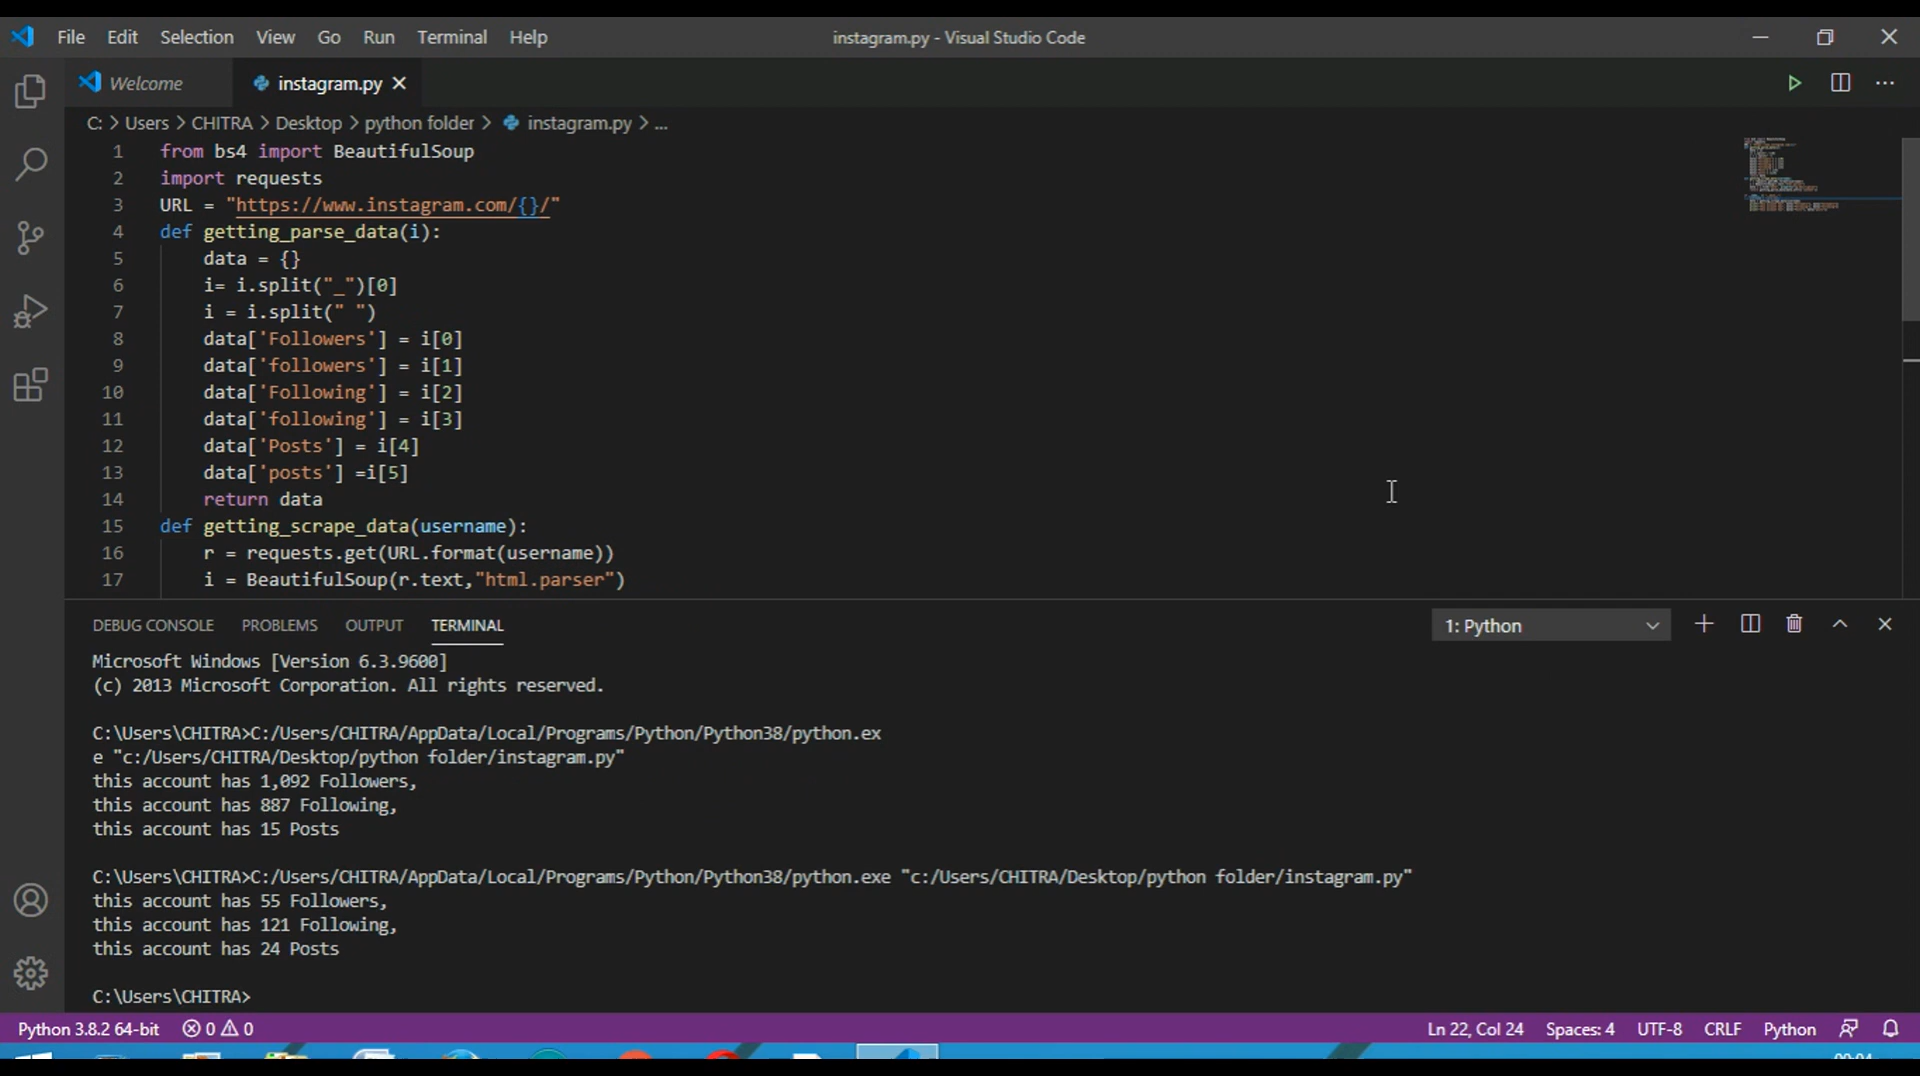 File Edit Selection View Go Run Terminal Help instagram.py - Visual Studio Code
Welcome instagram.py
C: > Users > CHITRA > Desktop > python folder > instagram.py > ...
1 from bs4 import BeautifulSoup
2 import requests
3 URL = "https://www.instagram.com/{}/"
4 def getting_parse_data(i):
5 data = {}
6 i= i.split("_")[0]
7 i = i.split(" ")
8 data['Followers'] = i[0]
9 data['followers'] = i[1]
10 data['Following'] = i[2]
11 data['following'] = i[3]
12 data['Posts'] = i[4]
13 data['posts'] =i[5]
14 return data
15 def getting_scrape_data(username):
16 r = requests.get(URL.format(username))
17 i = BeautifulSoup(r.text,"html.parser")
DEBUG CONSOLE PROBLEMS OUTPUT TERMINAL 1: Python
Microsoft Windows [Version 6.3.9600]
(c) 2013 Microsoft Corporation. All rights reserved.
C:\Users\CHITRA>C:/Users/CHITRA/AppData/Local/Programs/Python/Python38/python.ex
e "c:/Users/CHITRA/Desktop/python folder/instagram.py"
this account has 1,092 Followers,
this account has 887 Following,
this account has 15 Posts
C:\Users\CHITRA>C:/Users/CHITRA/AppData/Local/Programs/Python/Python38/python.exe "c:/Users/CHITRA/Desktop/python folder/instagram.py"
this account has 55 Followers,
this account has 121 Following,
this account has 24 Posts
C:\Users\CHITRA>
Python 3.8.2 64-bit 0 0 Ln 22, Col 24 Spaces: 4 UTF-8 CRLF Python